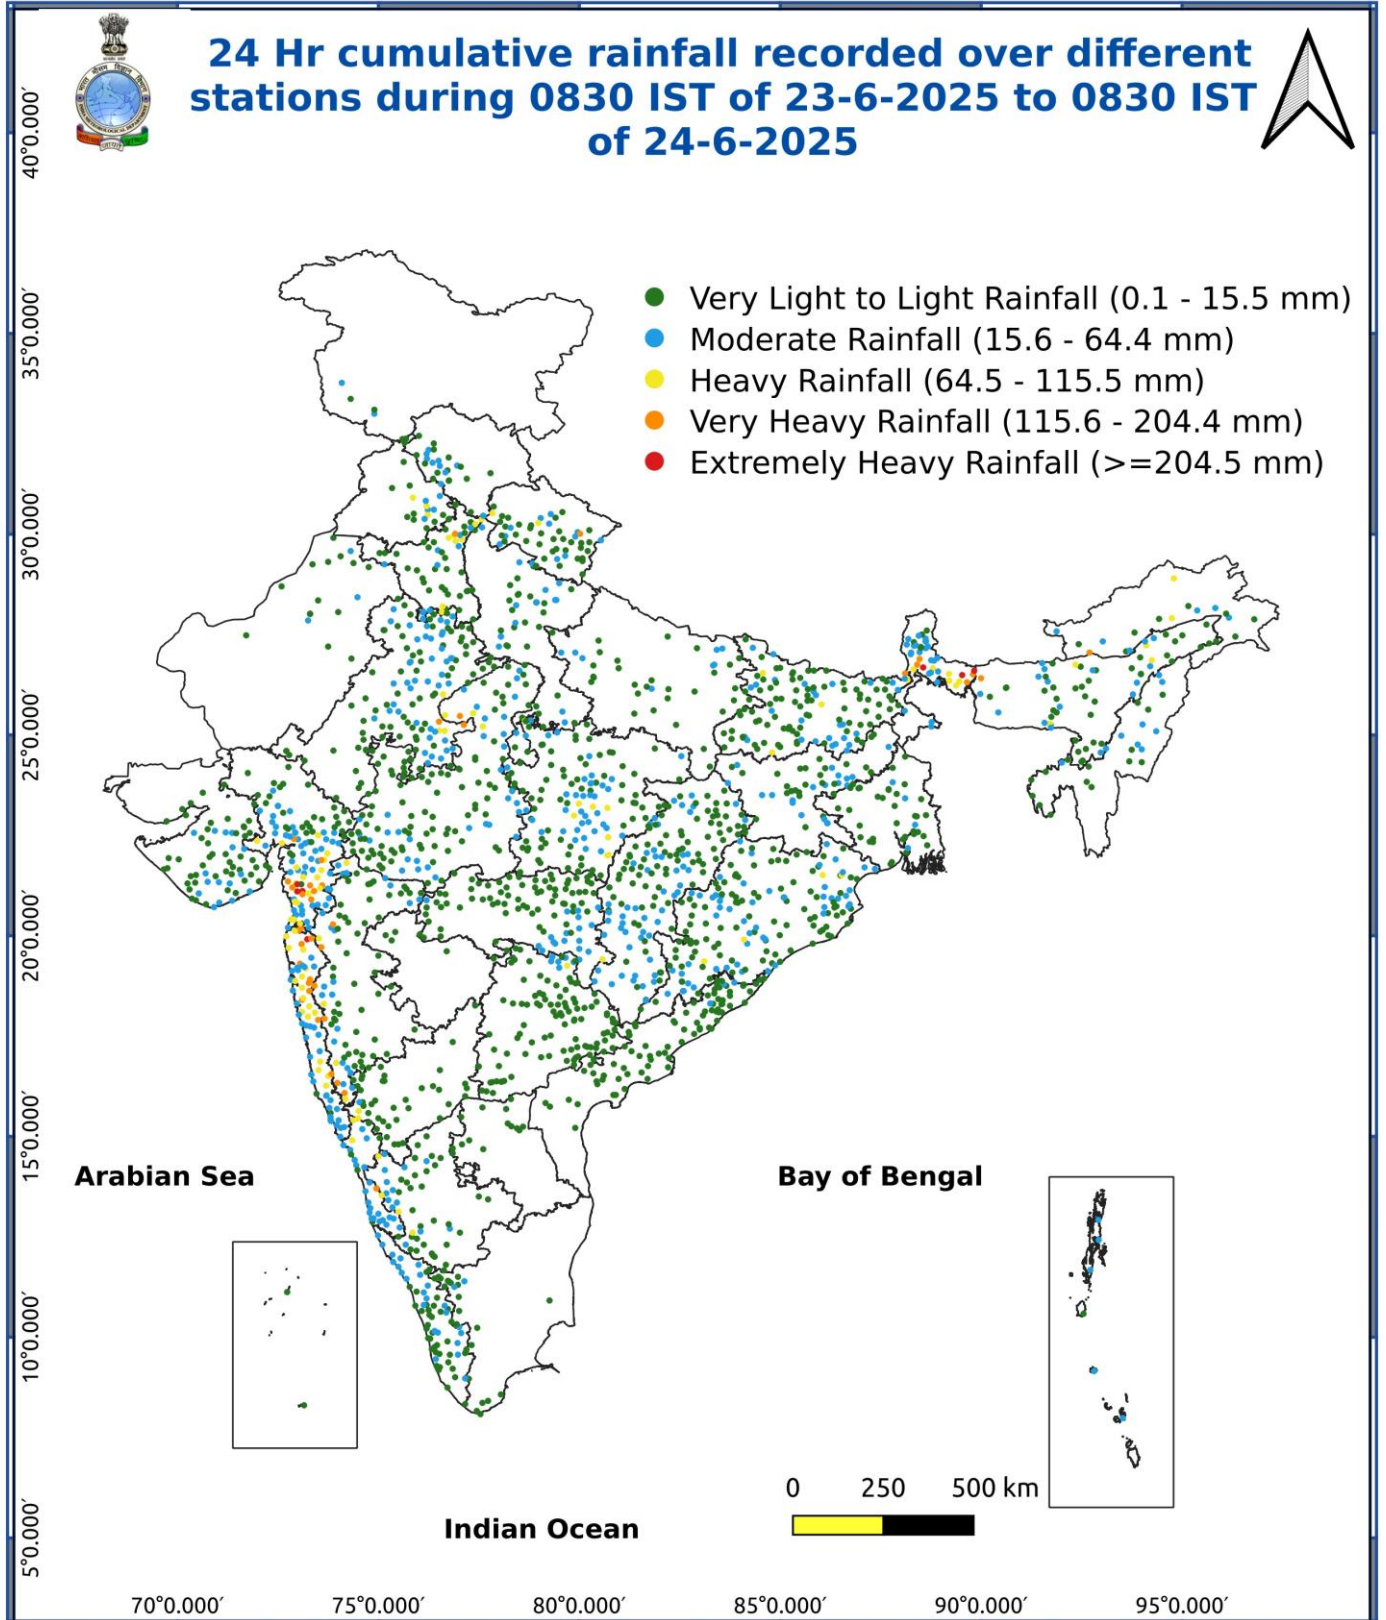 24 Hr cumulative rainfall recorded over different
stations during 0830 IST of 23-6-2025 to 0830 IST
of 24-6-2025
Very Light to Light Rainfall (0.1 - 15.5 mm)
Moderate Rainfall (15.6 - 64.4 mm)
Heavy Rainfall (64.5 - 115.5 mm)
Very Heavy Rainfall (115.6 - 204.4 mm)
Extremely Heavy Rainfall (>=204.5 mm)
40°0.000′
35°0.000′
30°0.000′
25°0.000′
20°0.000′
15°0.000′
10°0.000′
5°0.000′
Arabian Sea
Bay of Bengal
Indian Ocean
0 250 500 km
70°0.000′ 75°0.000′ 80°0.000′ 85°0.000′ 90°0.000′ 95°0.000′